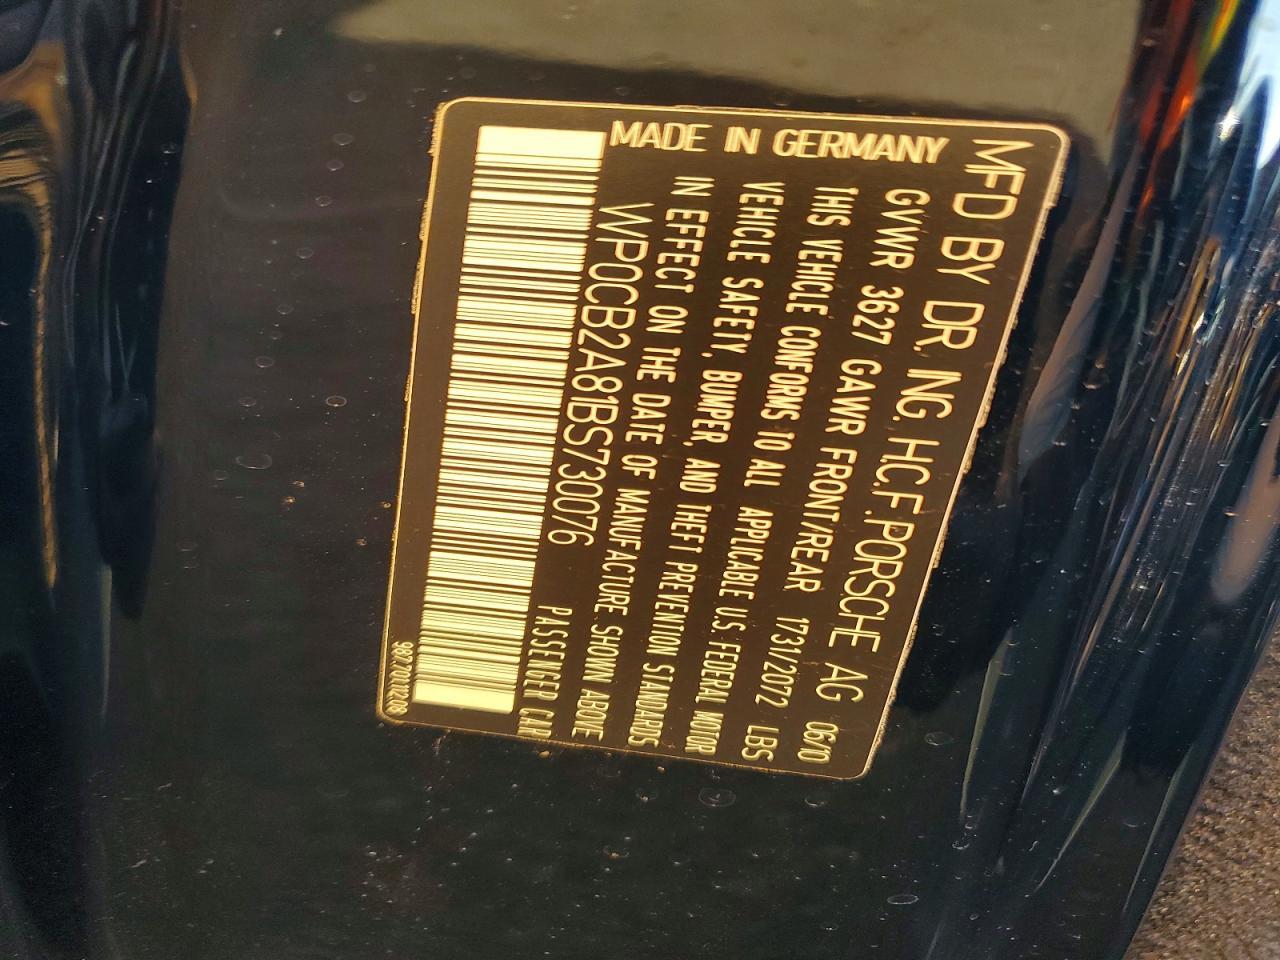 MFD BY DR. ING. H.C.F. PORSCHE AG 06/10
GVWR 3627 GAWR FRONT/REAR 1731/2072 LBS
THIS VEHICLE CONFORMS TO ALL APPLICABLE U.S. FEDERAL MOTOR
VEHICLE SAFETY, BUMPER, AND THEFT PREVENTION STANDARDS
IN EFFECT ON THE DATE OF MANUFACTURE SHOWN ABOVE
WP0CB2A81BS730076 PASSENGER CAR
MADE IN GERMANY